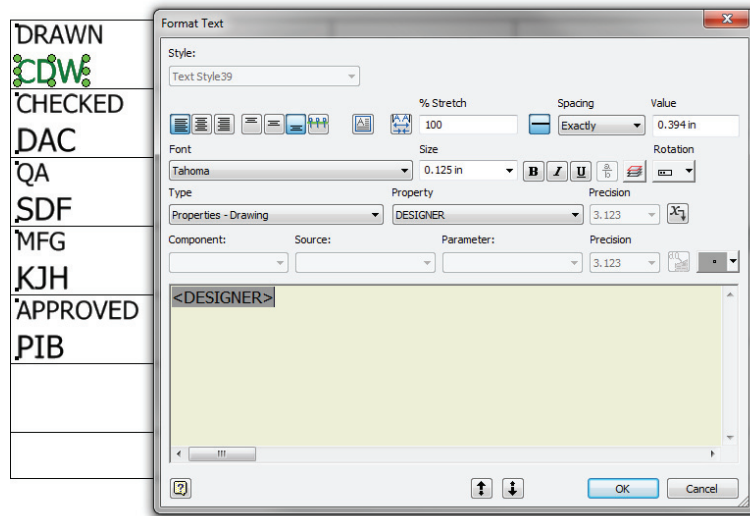 DRAWN
CDW
CHECKED
DAC
QA
SDF
MFG
KJH
APPROVED
PIB
Format Text
Style:
Text Style39
% Stretch Spacing Value
100 Exactly 0.394 in
Font Size Rotation
Tahoma 0.125 in B I U a/b
Type Property Precision
Properties - Drawing DESIGNER 3.123
Component: Source: Parameter: Precision
3.123
<DESIGNER>
OK Cancel